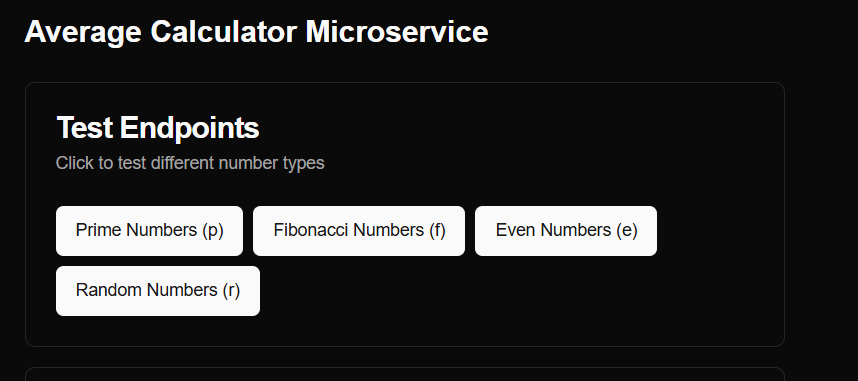 Average Calculator Microservice
Test Endpoints
Click to test different number types
Prime Numbers (p)
Fibonacci Numbers (f)
Even Numbers (e)
Random Numbers (r)